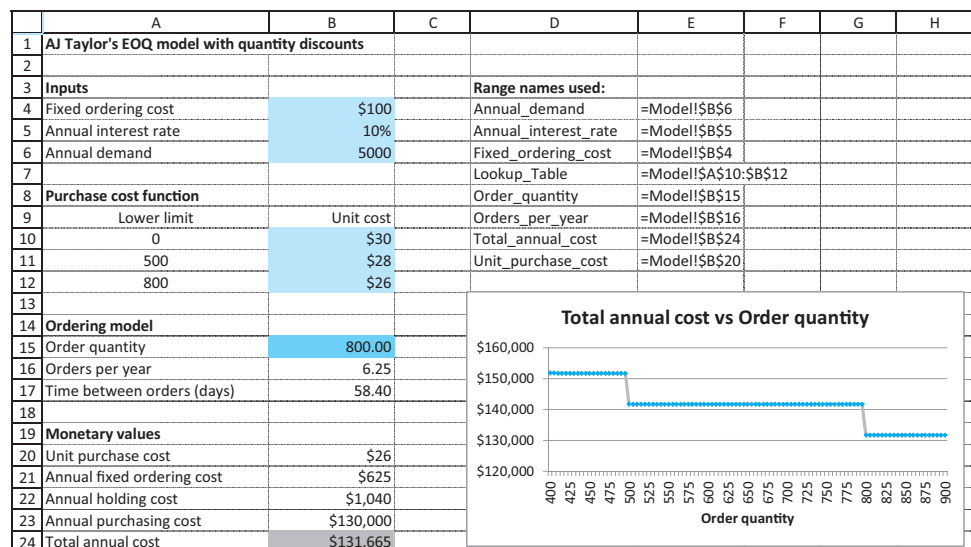 A B C D E F G H
1 AJ Taylor's EOQ model with quantity discounts
2
3 Inputs Range names used:
4 Fixed ordering cost $100 Annual_demand =Model!$B$6
5 Annual interest rate 10% Annual_interest_rate =Model!$B$5
6 Annual demand 5000 Fixed_ordering_cost =Model!$B$4
7 Lookup_Table =Model!$A$10:$B$12
8 Purchase cost function Order_quantity =Model!$B$15
9 Lower limit Unit cost Orders_per_year =Model!$B$16
10 0 $30 Total_annual_cost =Model!$B$24
11 500 $28 Unit_purchase_cost =Model!$B$20
12 800 $26
13
14 Ordering model
15 Order quantity 800.00
16 Orders per year 6.25
17 Time between orders (days) 58.40
18
19 Monetary values
20 Unit purchase cost $26
21 Annual fixed ordering cost $625
22 Annual holding cost $1,040
23 Annual purchasing cost $130,000
24 Total annual cost $131,665
Total annual cost vs Order quantity
$160,000
$150,000
$140,000
$130,000
$120,000
400 425 450 475 500 525 550 575 600 625 650 675 700 725 750 775 800 825 850 875 900
Order quantity